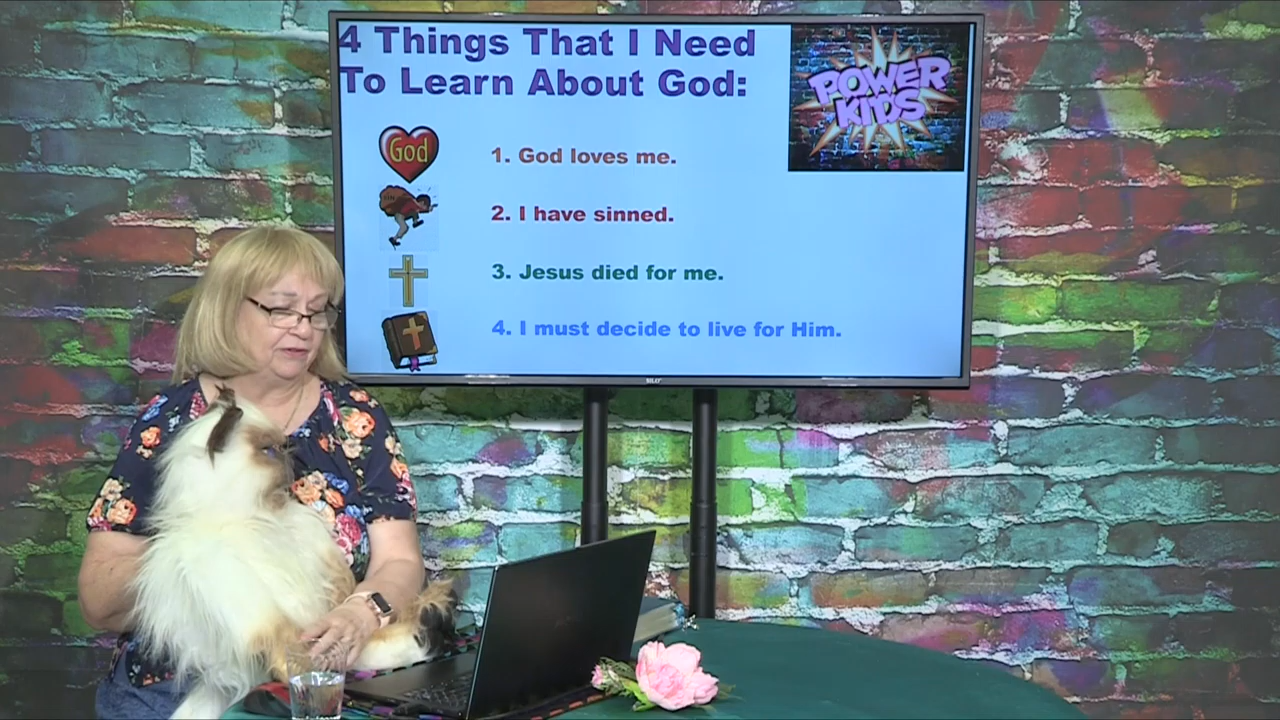 4 Things That I Need
To Learn About God:
POWER
KIDS
God
1. God loves me.
2. I have sinned.
3. Jesus died for me.
4. I must decide to live for Him.